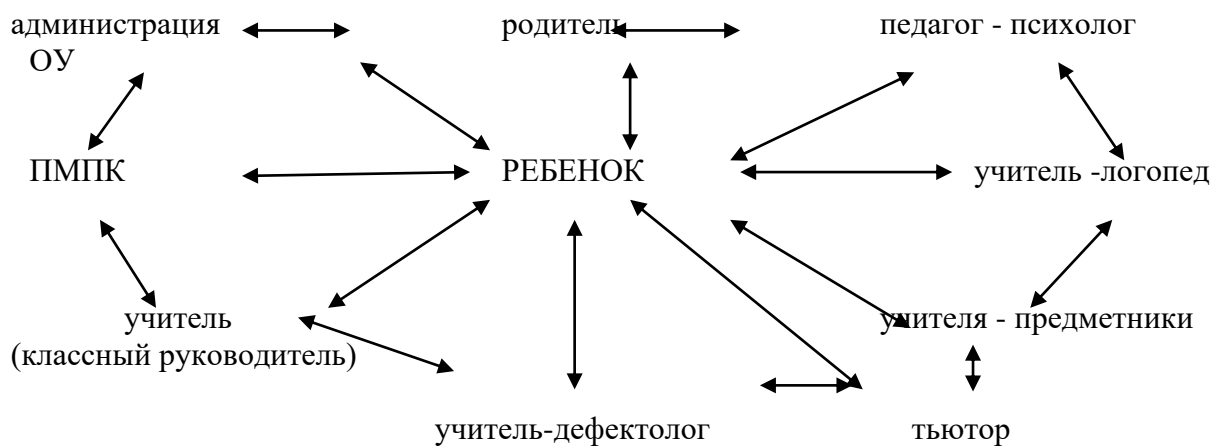 администрация ОУ
родитель
педагог - психолог
ПМПК
РЕБЕНОК
учитель -логопед
учитель
(классный руководитель)
учителя - предметники
учитель-дефектолог
тьютор